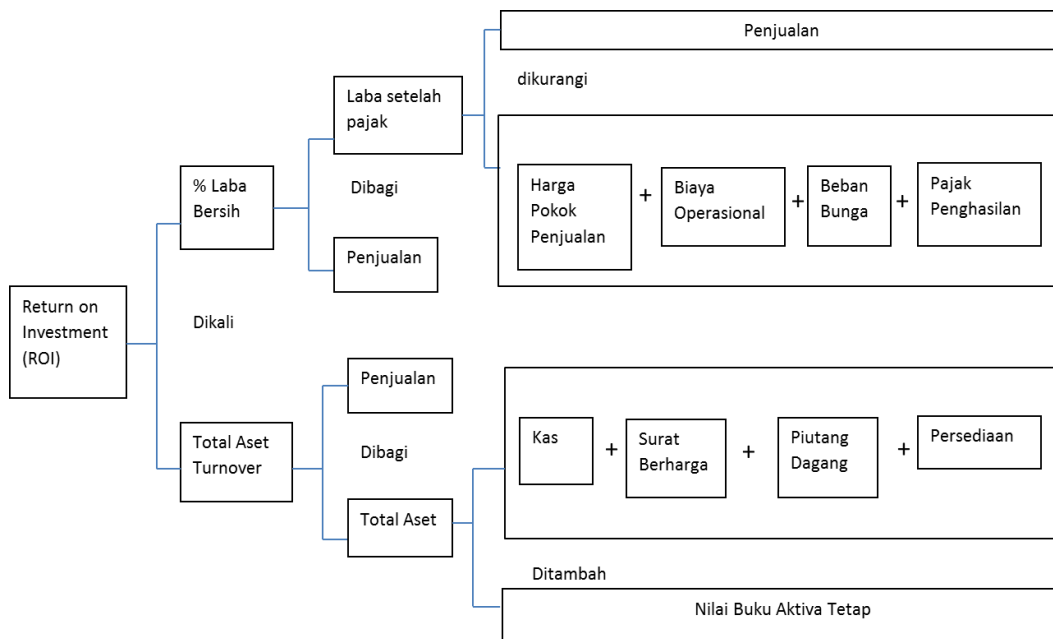 Penjualan
dikurangi
Laba setelah
pajak
Harga
Pokok
Penjualan
+
Biaya
Operasional
+
Beban
Bunga
+
Pajak
Penghasilan
% Laba
Bersih
Dibagi
Penjualan
Return on
Investment
(ROI)
Dikali
Penjualan
Total Aset
Turnover
Dibagi
Total Aset
Kas
+
Surat
Berharga
+
Piutang
Dagang
+
Persediaan
Ditambah
Nilai Buku Aktiva Tetap